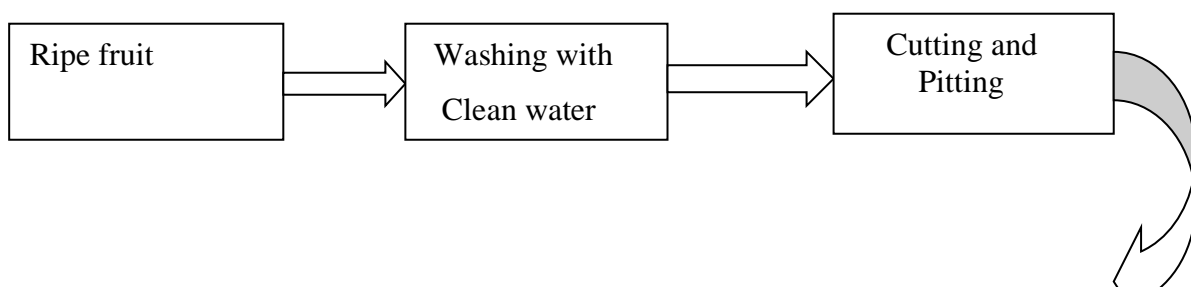 Ripe fruit
Washing with
Clean water
Cutting and
Pitting